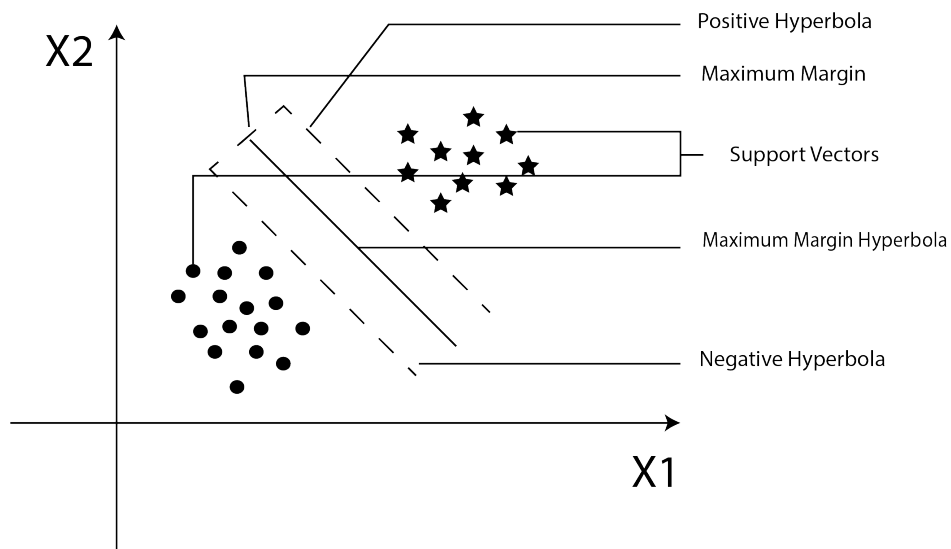 X2
Positive Hyperbola
Maximum Margin
Support Vectors
Maximum Margin Hyperbola
Negative Hyperbola
X1